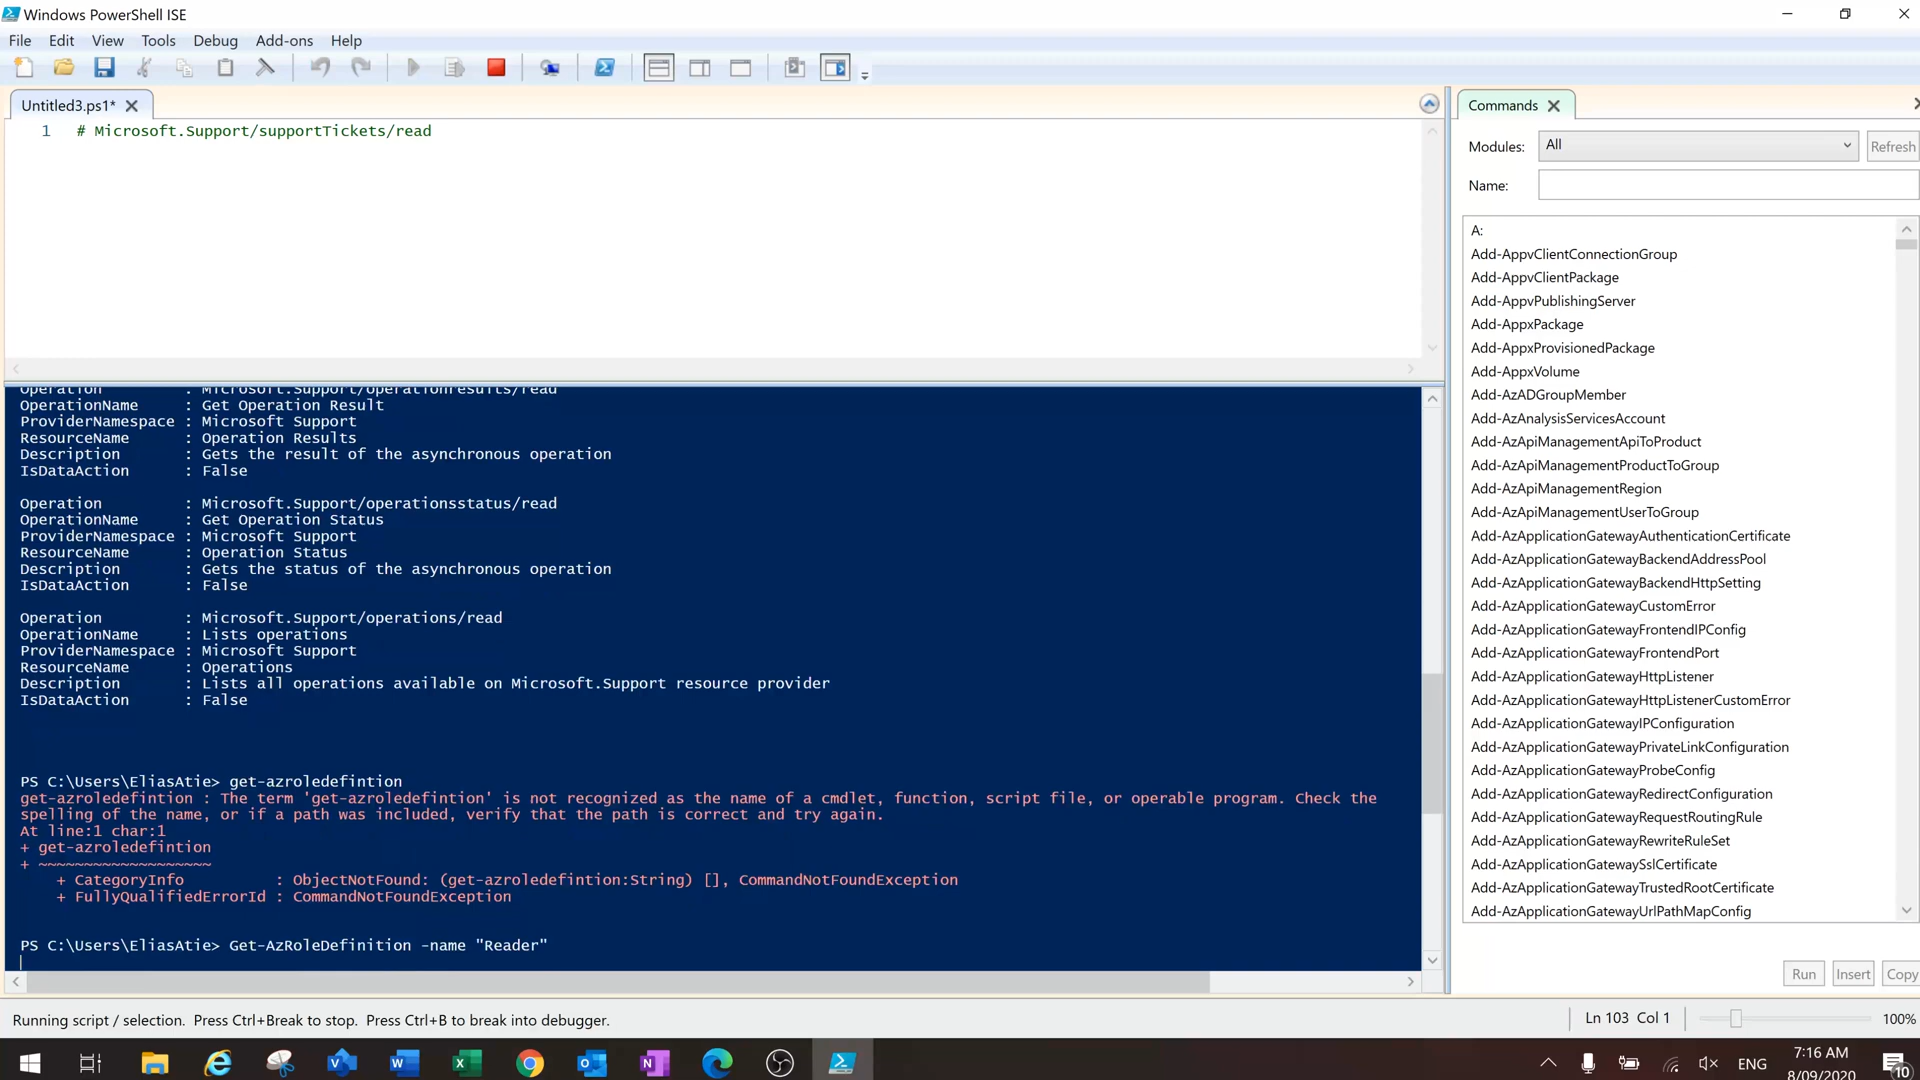 Windows PowerShell ISE
File Edit View Tools Debug Add-ons Help
Untitled3.ps1*
1 # Microsoft.Support/supportTickets/read
Operation : Microsoft.Support/operationresults/read
OperationName : Get Operation Result
ProviderNamespace : Microsoft Support
ResourceName : Operation Results
Description : Gets the result of the asynchronous operation
IsDataAction : False
Operation : Microsoft.Support/operationsstatus/read
OperationName : Get Operation Status
ProviderNamespace : Microsoft Support
ResourceName : Operation Status
Description : Gets the status of the asynchronous operation
IsDataAction : False
Operation : Microsoft.Support/operations/read
OperationName : Lists operations
ProviderNamespace : Microsoft Support
ResourceName : Operations
Description : Lists all operations available on Microsoft.Support resource provider
IsDataAction : False
PS C:\Users\EliasAtie> get-azroledefintion
get-azroledefintion : The term 'get-azroledefintion' is not recognized as the name of a cmdlet, function, script file, or operable program. Check the
spelling of the name, or if a path was included, verify that the path is correct and try again.
At line:1 char:1
+ get-azroledefintion
+ ~~~~~~~~~~~~~~~~~~~
+ CategoryInfo : ObjectNotFound: (get-azroledefintion:String) [], CommandNotFoundException
+ FullyQualifiedErrorId : CommandNotFoundException
PS C:\Users\EliasAtie> Get-AzRoleDefinition -name "Reader"
Commands
Modules: All Refresh
Name:
A:
Add-AppvClientConnectionGroup
Add-AppvClientPackage
Add-AppvPublishingServer
Add-AppxPackage
Add-AppxProvisionedPackage
Add-AppxVolume
Add-AzADGroupMember
Add-AzAnalysisServicesAccount
Add-AzApiManagementApiToProduct
Add-AzApiManagementProductToGroup
Add-AzApiManagementRegion
Add-AzApiManagementUserToGroup
Add-AzApplicationGatewayAuthenticationCertificate
Add-AzApplicationGatewayBackendAddressPool
Add-AzApplicationGatewayBackendHttpSetting
Add-AzApplicationGatewayCustomError
Add-AzApplicationGatewayFrontendIPConfig
Add-AzApplicationGatewayFrontendPort
Add-AzApplicationGatewayHttpListener
Add-AzApplicationGatewayHttpListenerCustomError
Add-AzApplicationGatewayIPConfiguration
Add-AzApplicationGatewayPrivateLinkConfiguration
Add-AzApplicationGatewayProbeConfig
Add-AzApplicationGatewayRedirectConfiguration
Add-AzApplicationGatewayRequestRoutingRule
Add-AzApplicationGatewayRewriteRuleSet
Add-AzApplicationGatewaySslCertificate
Add-AzApplicationGatewayTrustedRootCertificate
Add-AzApplicationGatewayUrlPathMapConfig
Run Insert Copy
Running script / selection. Press Ctrl+Break to stop. Press Ctrl+B to break into debugger.
Ln 103 Col 1 100%
ENG
7:16 AM
8/09/2020
10